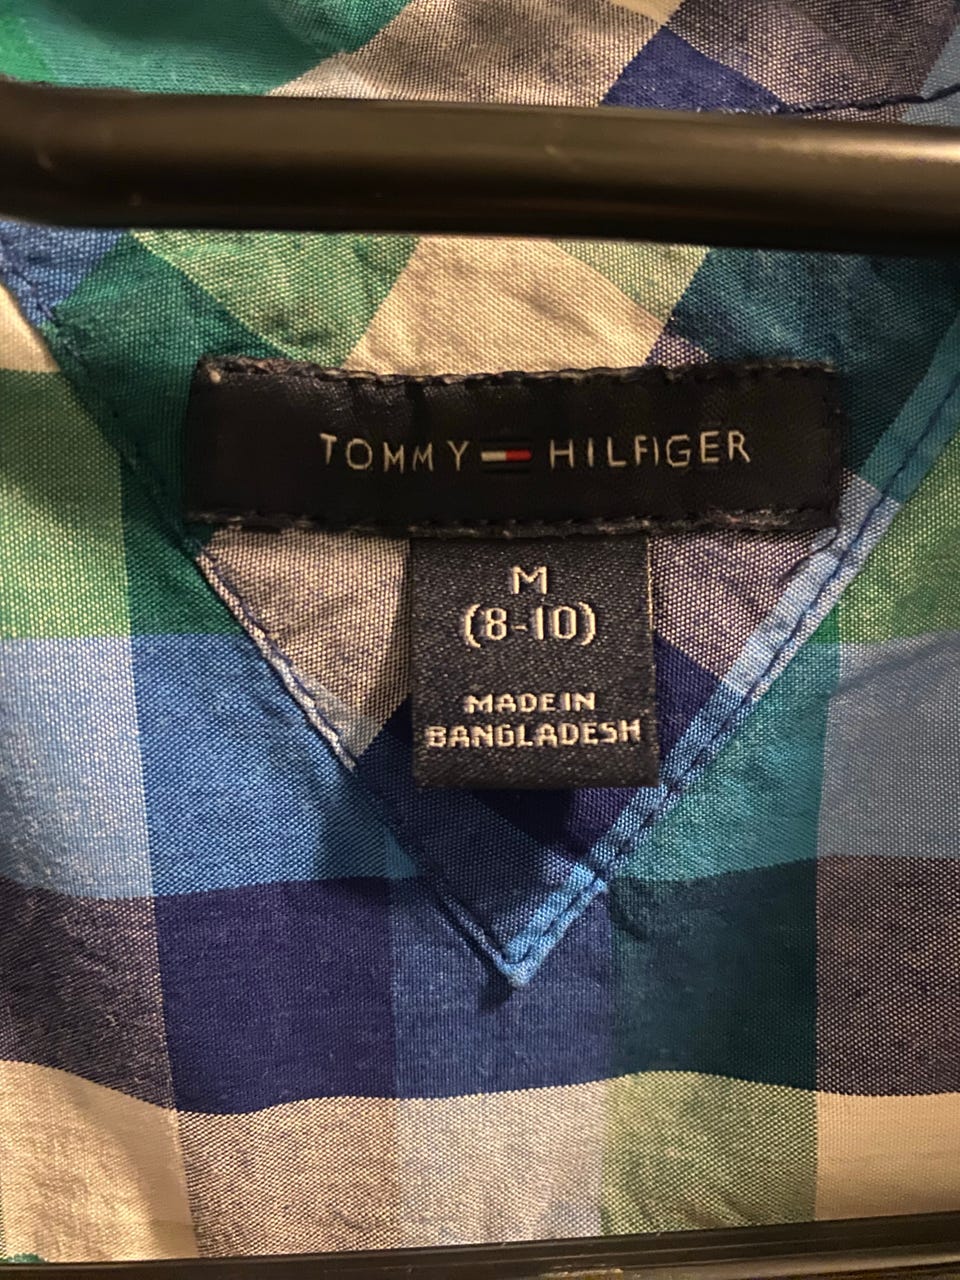 TOMMY HILFIGER
M
(8-10)
MADE IN
BANGLADESH